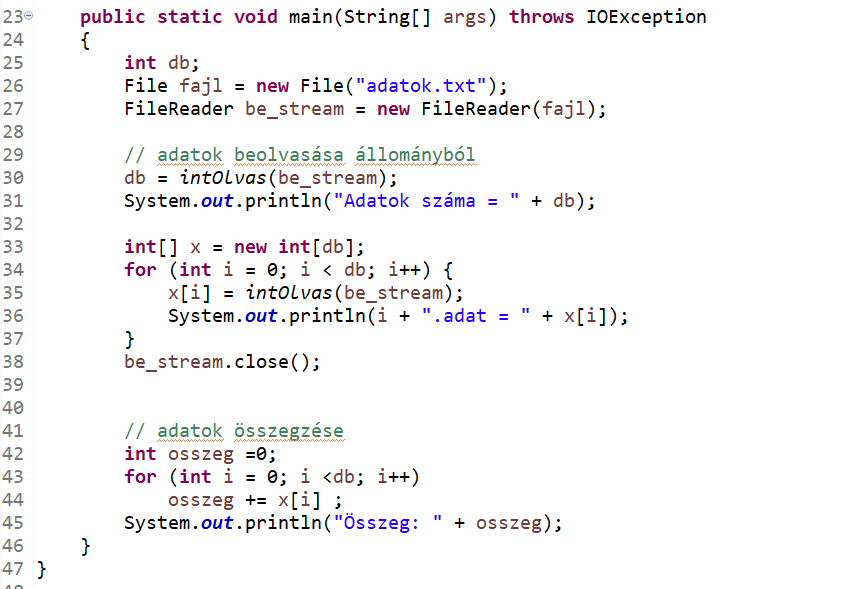 23 public static void main(String[] args) throws IOException
24 {
25 int db;
26 File fajl = new File("adatok.txt");
27 FileReader be_stream = new FileReader(fajl);
28
29 // adatok beolvasása állományból
30 db = intOlvas(be_stream);
31 System.out.println("Adatok száma = " + db);
32
33 int[] x = new int[db];
34 for (int i = 0; i < db; i++) {
35 x[i] = intOlvas(be_stream);
36 System.out.println(i + ".adat = " + x[i]);
37 }
38 be_stream.close();
39
40
41 // adatok összegzése
42 int osszeg =0;
43 for (int i = 0; i <db; i++)
44 osszeg += x[i] ;
45 System.out.println("Összeg: " + osszeg);
46 }
47 }